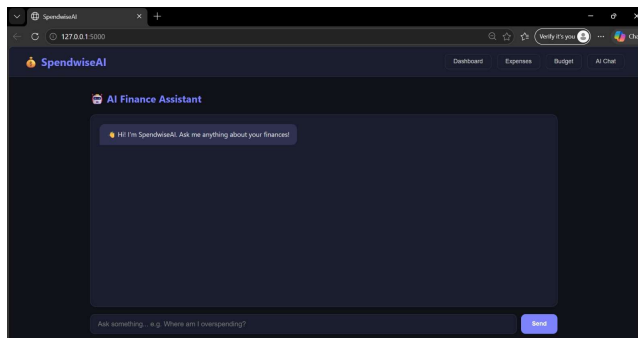 SpendwiseAI
127.0.0.1:5000
Verify it's you
SpendwiseAI
Dashboard Expenses Budget AI Chat
AI Finance Assistant
Hi! I'm SpendwiseAI. Ask me anything about your finances!
Ask something... e.g. Where am I overspending?
Send